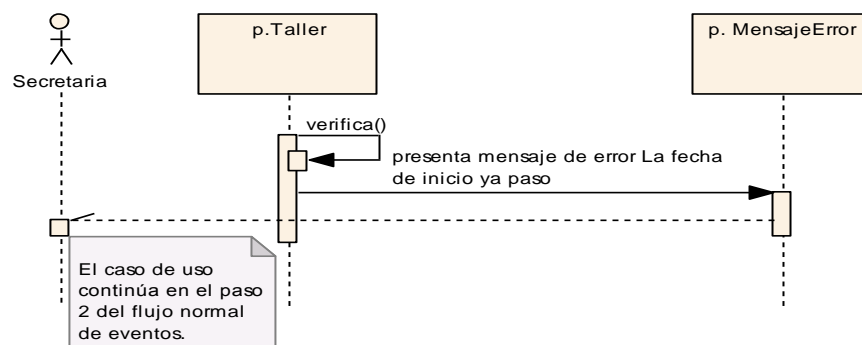 p.Taller
p. MensajeError
Secretaria
verifica()
presenta mensaje de error La fecha
de inicio ya paso
El caso de uso
continúa en el paso
2 del flujo normal
de eventos.